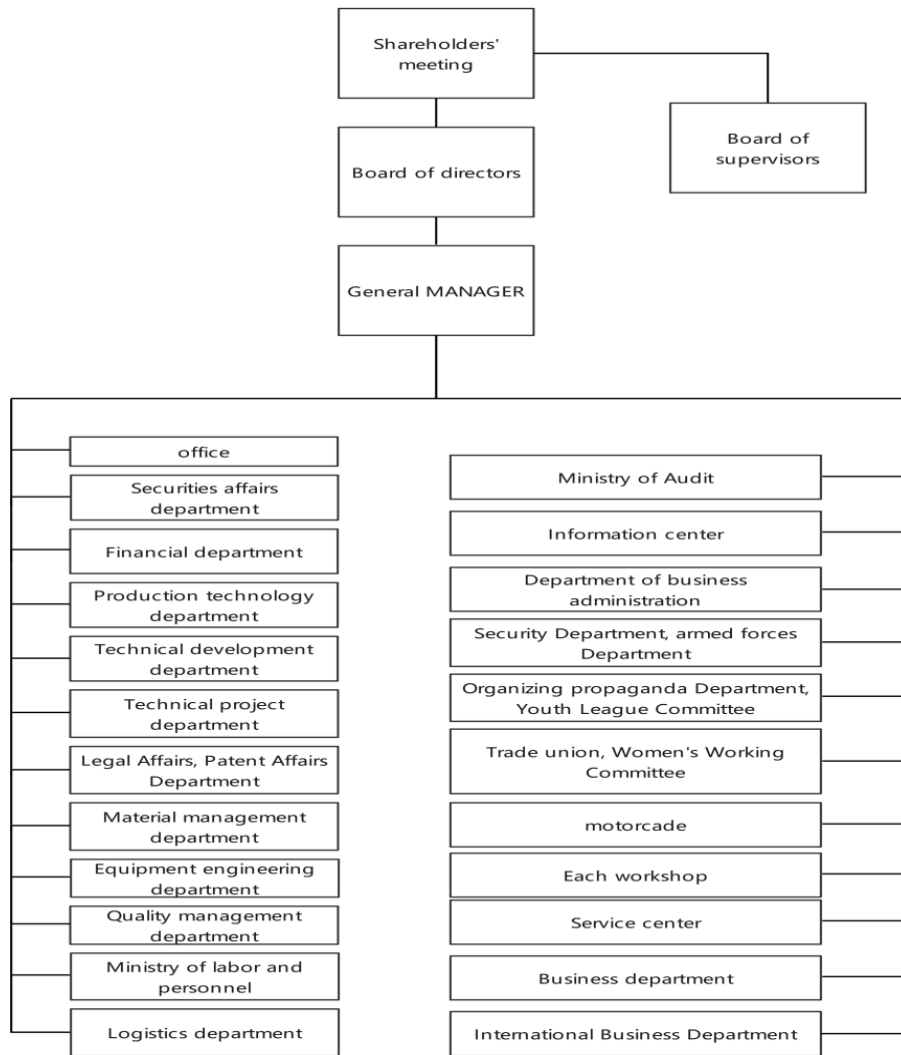 Shareholders'
meeting
Board of
supervisors
Board of directors
General MANAGER
office
Securities affairs
department
Financial department
Production technology
department
Technical development
department
Technical project
department
Legal Affairs, Patent Affairs
Department
Material management
department
Equipment engineering
department
Quality management
department
Ministry of labor and
personnel
Logistics department
Ministry of Audit
Information center
Department of business
administration
Security Department, armed forces
Department
Organizing propaganda Department,
Youth League Committee
Trade union, Women's Working
Committee
motorcade
Each workshop
Service center
Business department
International Business Department